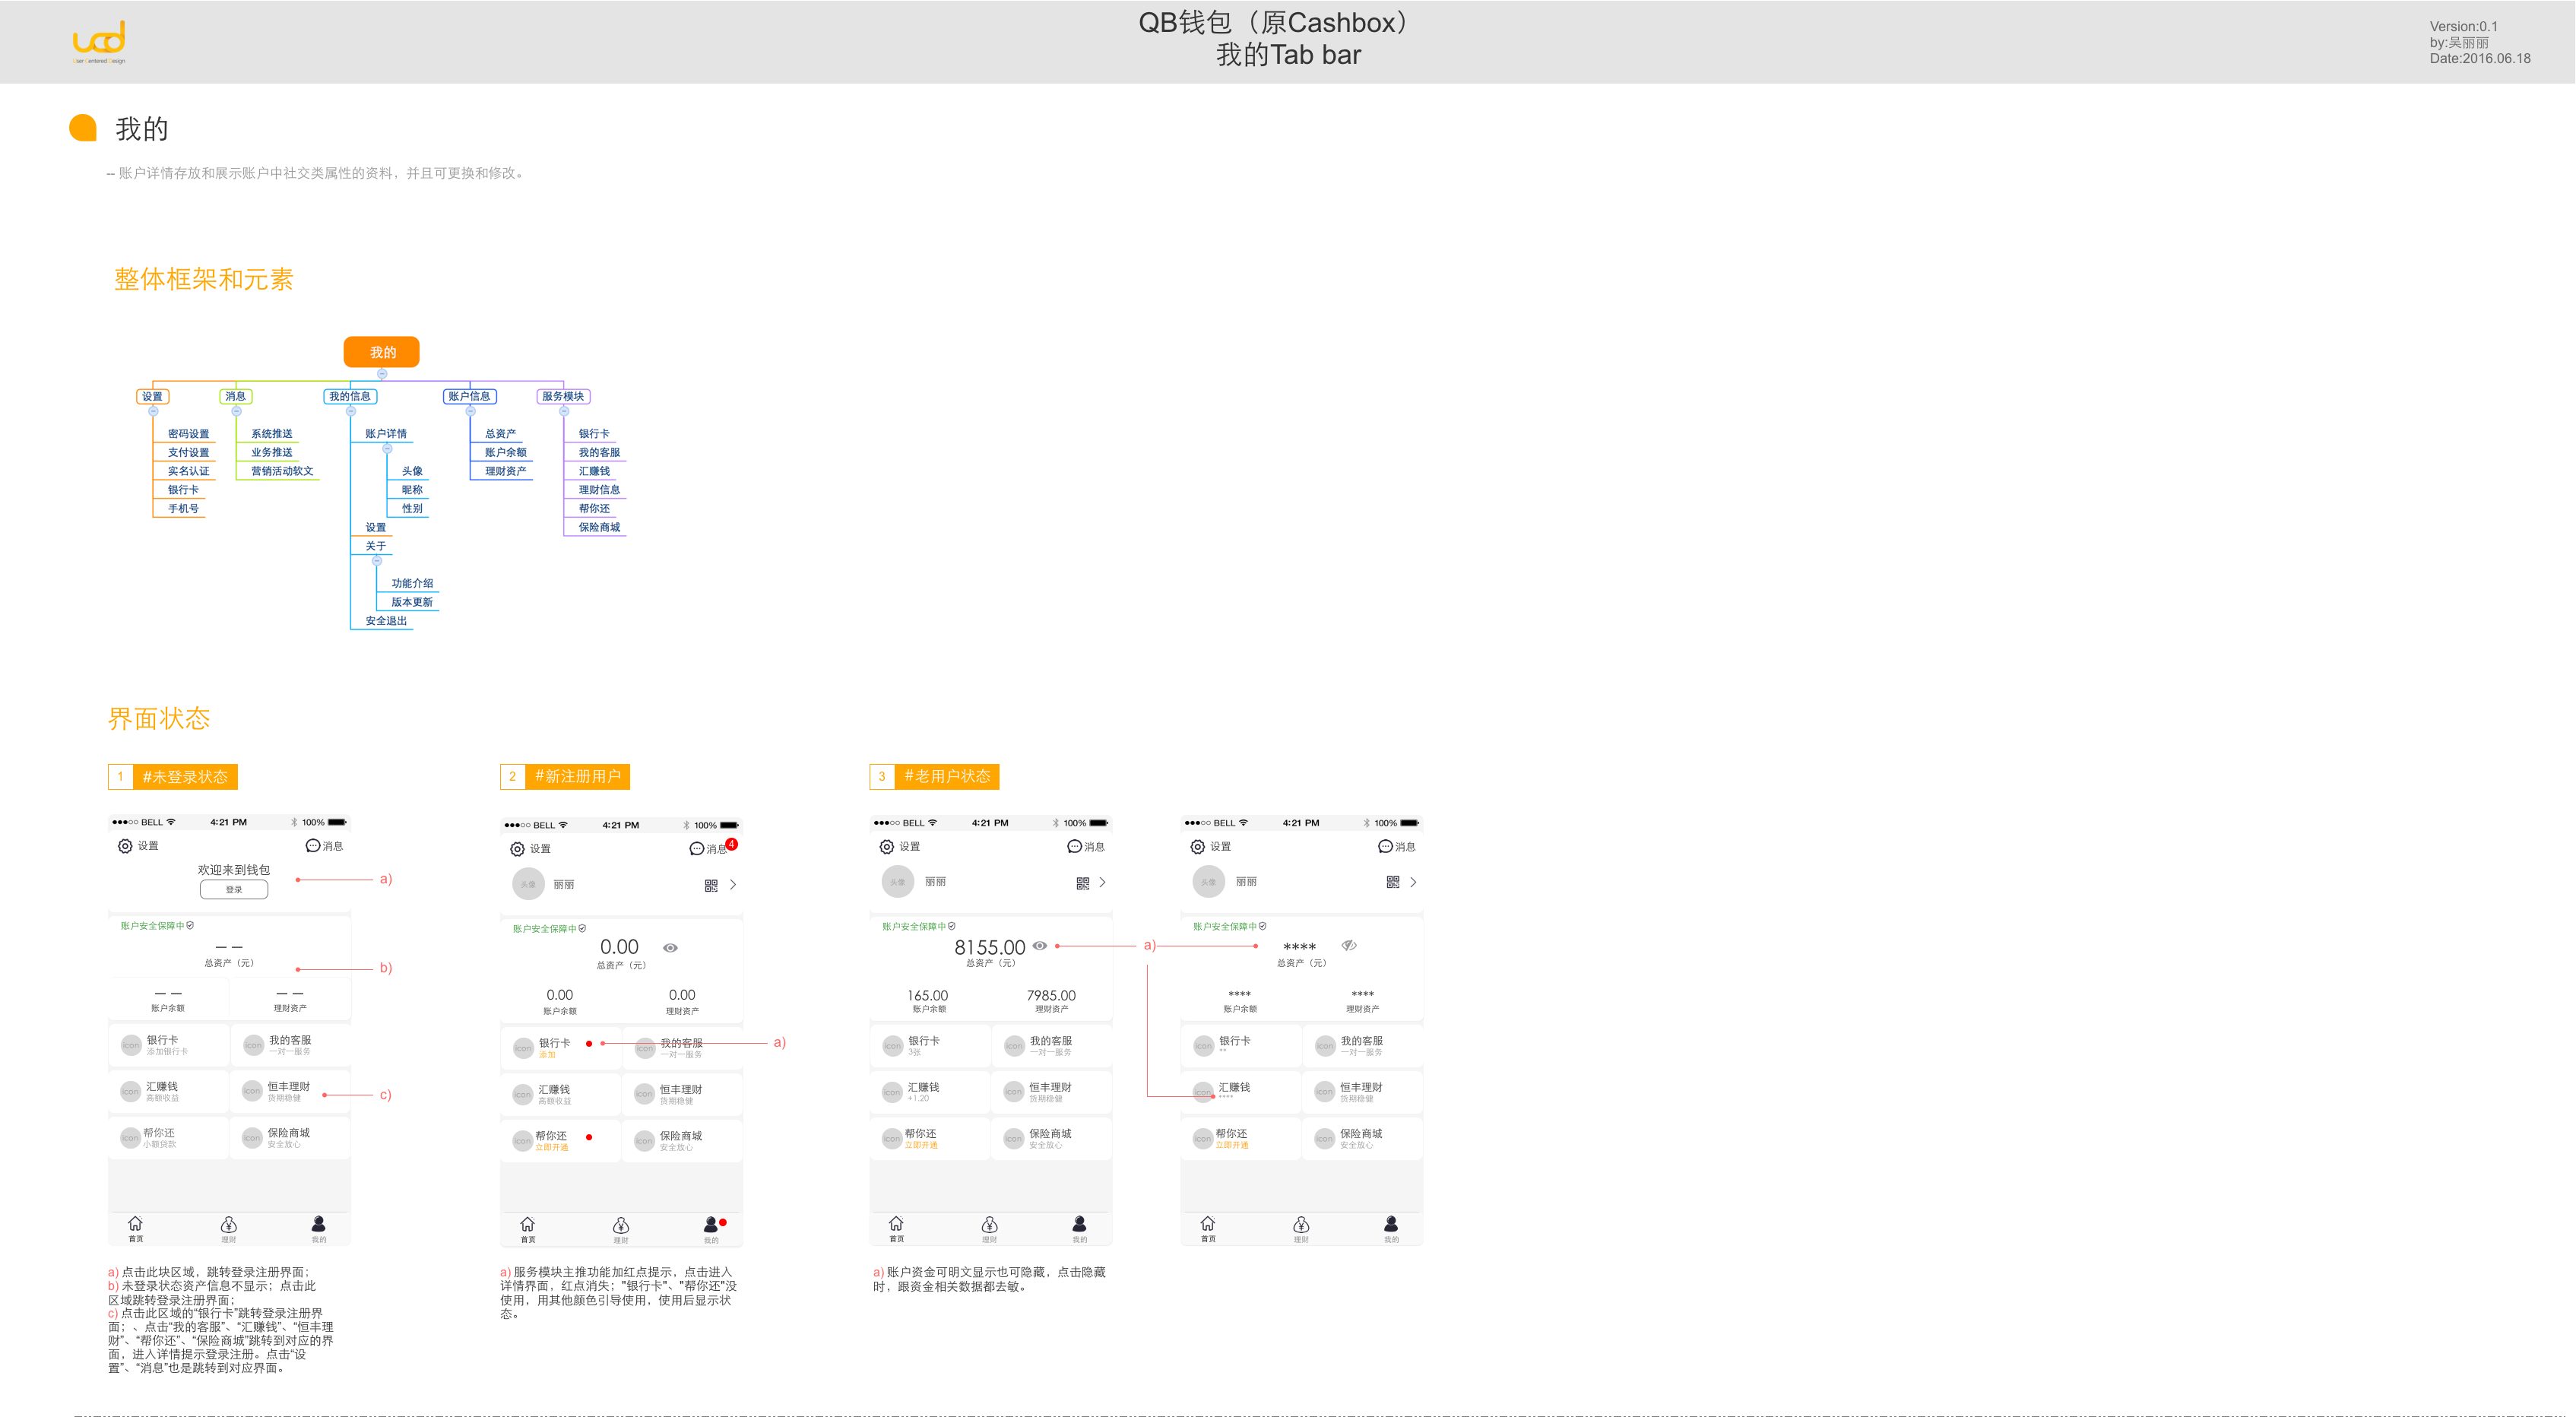 ucd
User Centered Design
QB钱包（原Cashbox）
我的Tab bar
Version:0.1
by:吴丽丽
Date:2016.06.18
我的
-- 账户详情存放和展示账户中社交类属性的资料，并且可更换和修改。
整体框架和元素
我的
设置
密码设置
支付设置
实名认证
银行卡
手机号
消息
系统推送
业务推送
营销活动软文
我的信息
账户详情
头像
昵称
性别
设置
关于
功能介绍
版本更新
安全退出
账户信息
总资产
账户余额
理财资产
服务模块
银行卡
我的客服
汇赚钱
理财信息
帮你还
保险商城
界面状态
1 #未登录状态
BELL 4:21 PM 100%
设置 消息
欢迎来到钱包
登录
a)
账户安全保障中
— —
总资产（元）
b)
— — — —
账户余额 理财资产
icon 银行卡 icon 我的客服
添加银行卡 一对一服务
icon 汇赚钱 icon 恒丰理财
高额收益 货期稳健
c)
icon 帮你还 icon 保险商城
小额贷款 安全放心
首页 理财 我的
a) 点击此块区域，跳转登录注册界面；
b) 未登录状态资产信息不显示；点击此
区域跳转登录注册界面；
c) 点击此区域的“银行卡”跳转登录注册界
面；、点击“我的客服”、“汇赚钱”、“恒丰理
财”、“帮你还”、“保险商城”跳转到对应的界
面，进入详情提示登录注册。点击“设
置”、“消息”也是跳转到对应界面。
2 #新注册用户
BELL 4:21 PM 100%
设置 消息 4
头像 丽丽
账户安全保障中
0.00
总资产（元）
0.00 0.00
账户余额 理财资产
icon 银行卡 icon 我的客服
添加 一对一服务
a)
icon 汇赚钱 icon 恒丰理财
高额收益 货期稳健
icon 帮你还 icon 保险商城
立即开通 安全放心
首页 理财 我的
a) 服务模块主推功能加红点提示，点击进入
详情界面，红点消失；"银行卡"、"帮你还"没
使用，用其他颜色引导使用，使用后显示状
态。
3 #老用户状态
BELL 4:21 PM 100%
设置 消息
头像 丽丽
账户安全保障中
8155.00
总资产（元）
165.00 7985.00
账户余额 理财资产
icon 银行卡 icon 我的客服
3张 一对一服务
icon 汇赚钱 icon 恒丰理财
+1.20 货期稳健
icon 帮你还 icon 保险商城
立即开通 安全放心
首页 理财 我的
a)
BELL 4:21 PM 100%
设置 消息
头像 丽丽
账户安全保障中
****
总资产（元）
**** ****
账户余额 理财资产
icon 银行卡 icon 我的客服
** 一对一服务
icon 汇赚钱 icon 恒丰理财
**** 货期稳健
icon 帮你还 icon 保险商城
立即开通 安全放心
首页 理财 我的
a) 账户资金可明文显示也可隐藏，点击隐藏
时，跟资金相关数据都去敏。